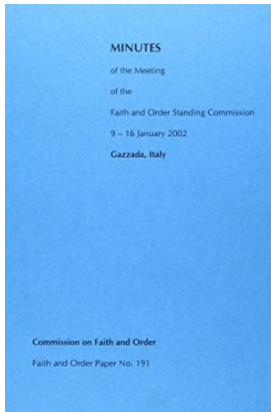 MINUTES
of the Meeting
of the
Faith and Order Standing Commission
9 – 16 January 2002
Gazzada, Italy
Commission on Faith and Order
Faith and Order Paper No. 191